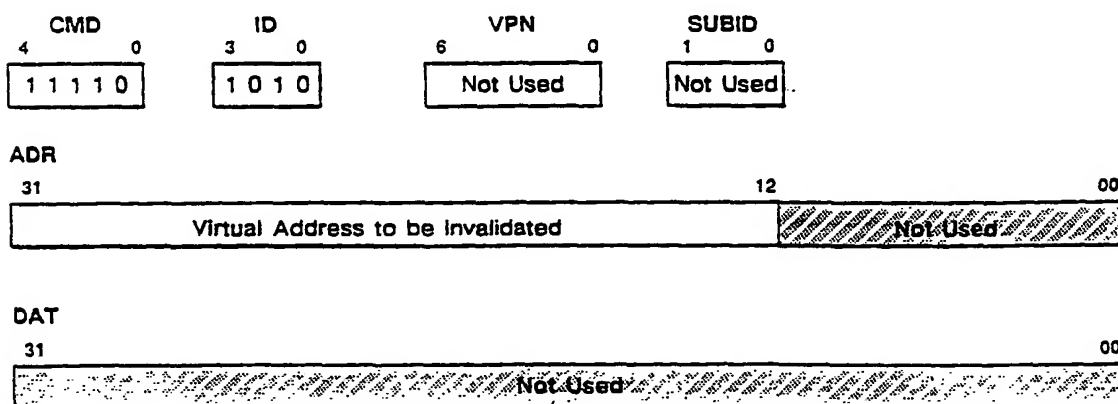 CMD ID VPN SUBID
4 0 3 0 6 0 1 0
1 1 1 1 0 1 0 1 0 Not Used Not Used
ADR
31 12 00
Virtual Address to be Invalidated Not Used
DAT
31 00
Not Used